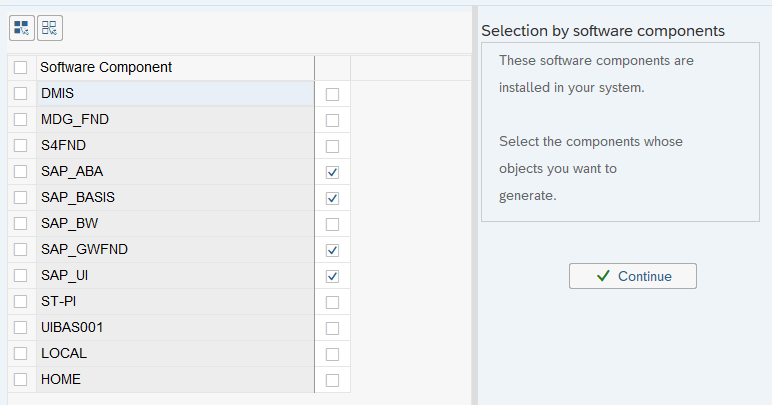 Software Component
DMIS
MDG_FND
S4FND
SAP_ABA
SAP_BASIS
SAP_BW
SAP_GWFND
SAP_UI
ST-PI
UIBAS001
LOCAL
HOME
Selection by software components
These software components are
installed in your system.
Select the components whose
objects you want to
generate.
Continue